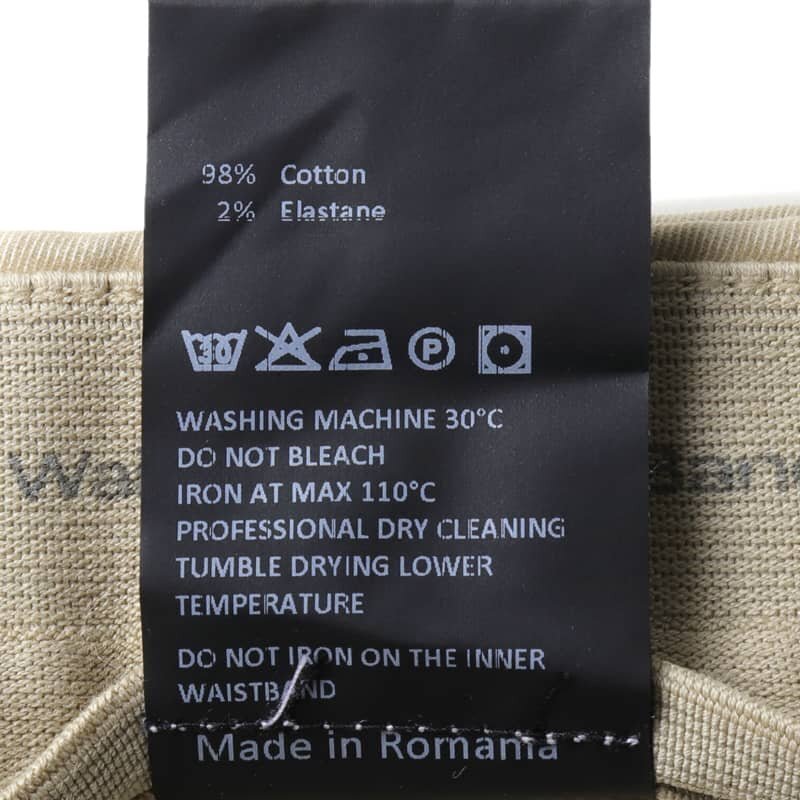 98% Cotton
2% Elastane
30
P
WASHING MACHINE 30°C
DO NOT BLEACH
IRON AT MAX 110°C
PROFESSIONAL DRY CLEANING
TUMBLE DRYING LOWER
TEMPERATURE
DO NOT IRON ON THE INNER
WAISTBAND
Made in Romania